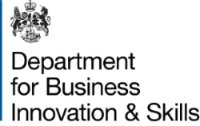 Department
for Business
Innovation & Skills